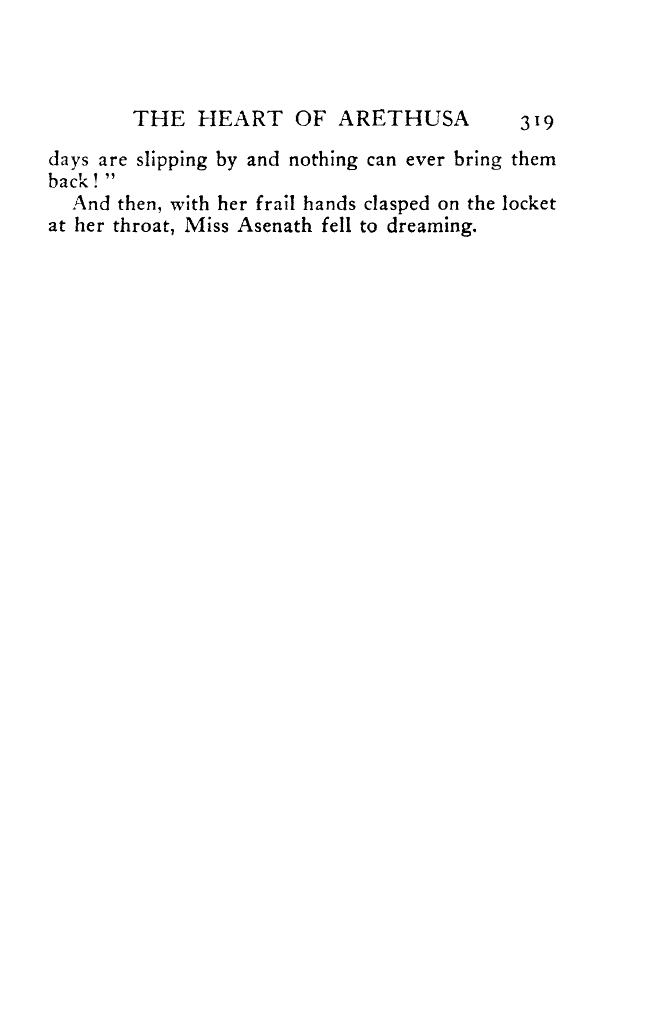 THE HEART OF ARETHUSA 319
days are slipping by and nothing can ever bring them
back! ”
And then, with her frail hands clasped on the locket
at her throat, Miss Asenath fell to dreaming.